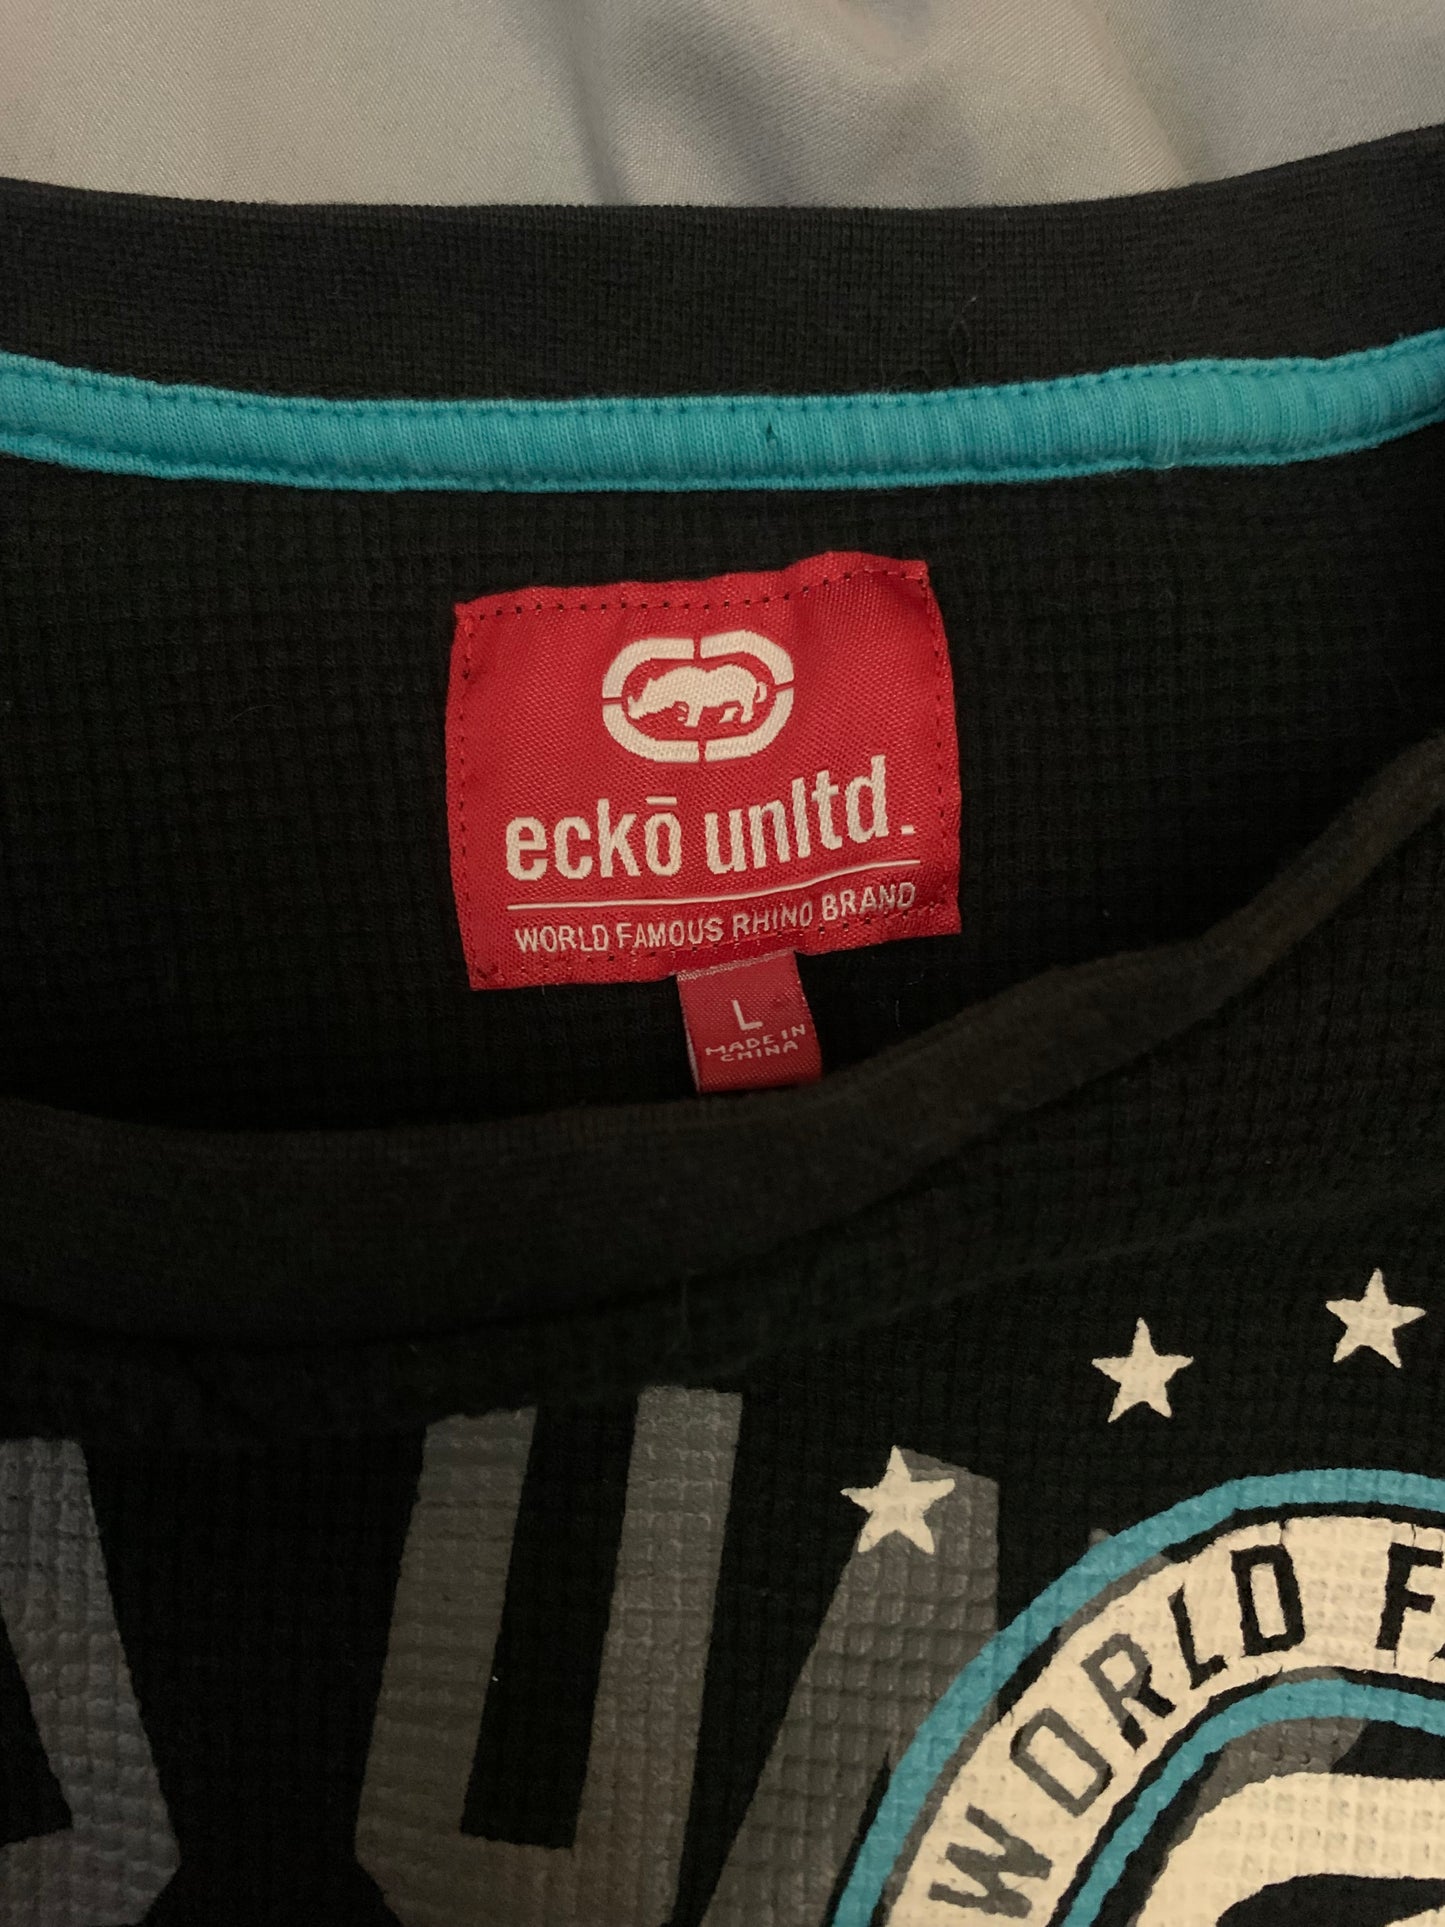 eckō unltd.
WORLD FAMOUS RHINO BRAND
L
MADE IN
CHINA
WORLD